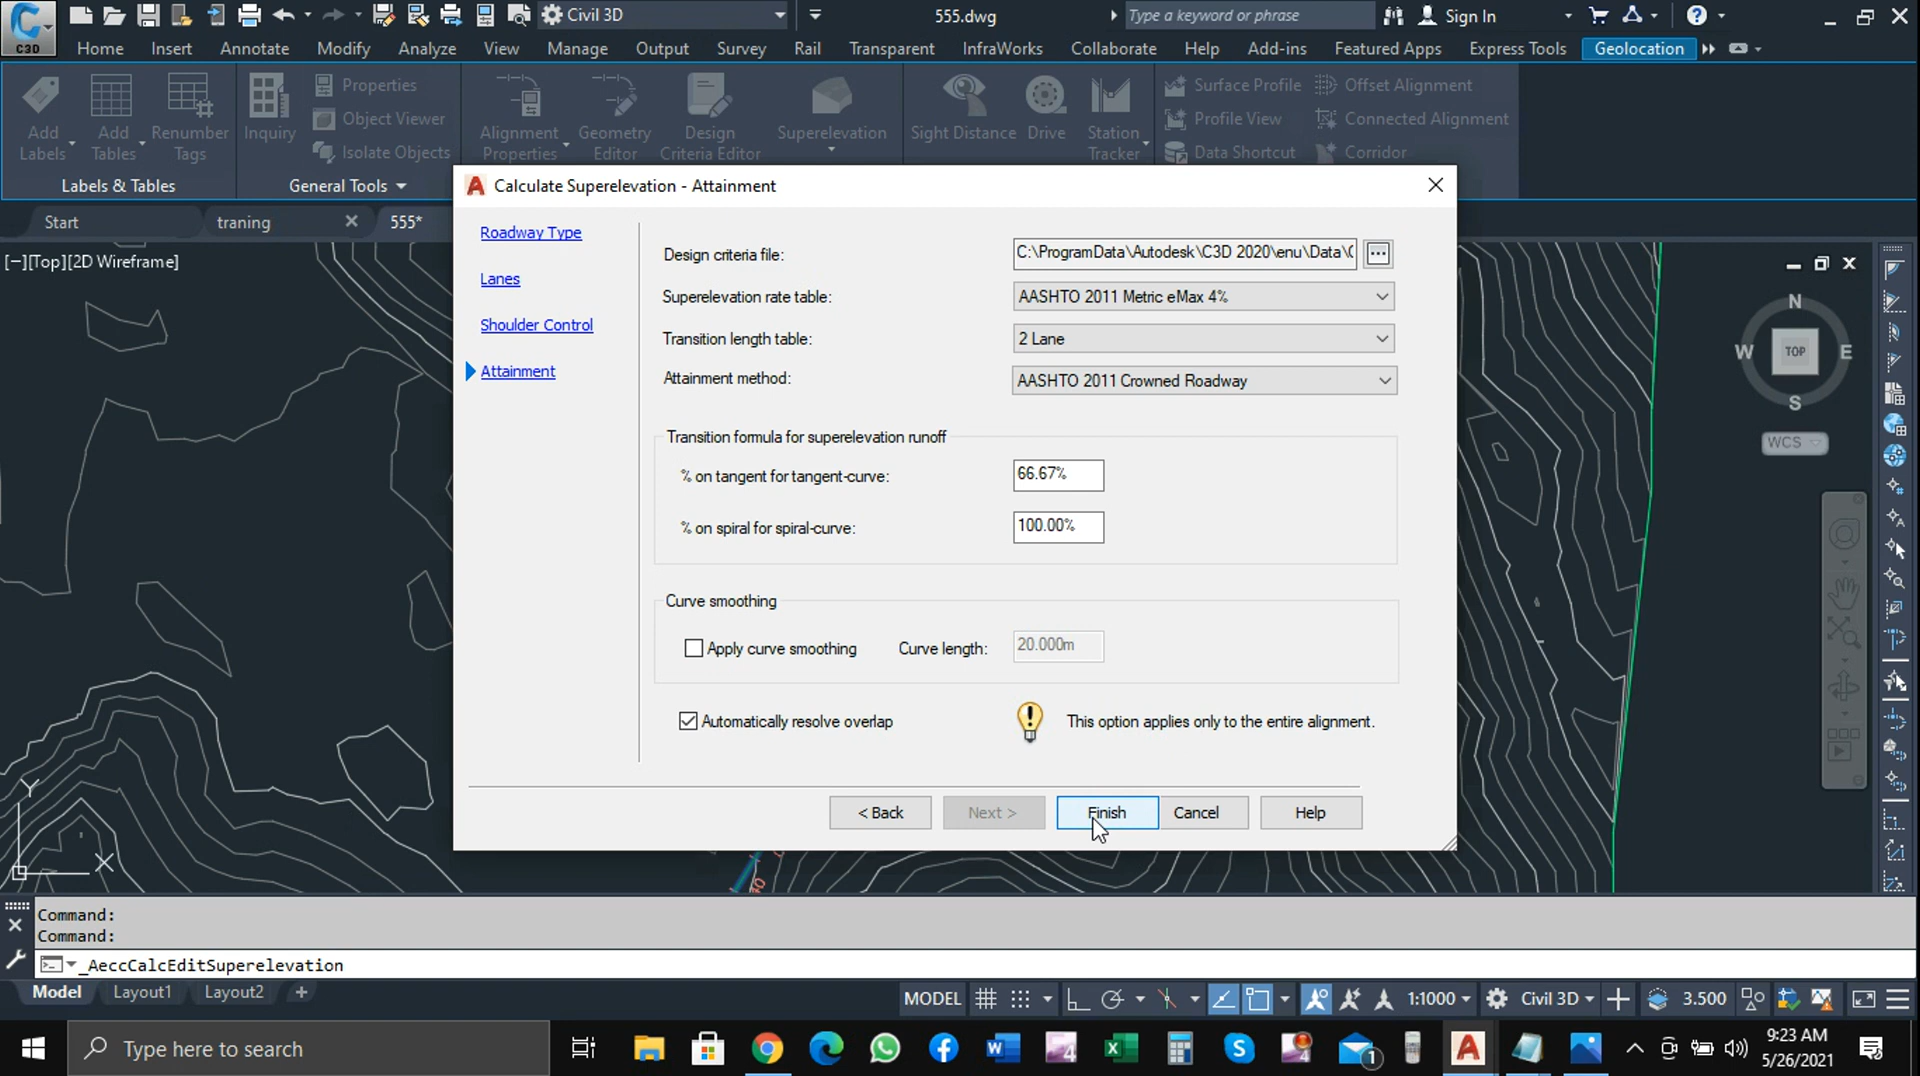 C3D
Civil 3D
555.dwg
Type a keyword or phrase
Sign In
Home Insert Annotate Modify Analyze View Manage Output Survey Rail Transparent InfraWorks Collaborate Help Add-ins Featured Apps Express Tools Geolocation
Add Labels
Add Tables
Renumber Tags
Labels & Tables
Inquiry
Properties
Object Viewer
Isolate Objects
General Tools
Alignment Properties
Geometry Editor
Design Criteria Editor
Superelevation
Sight Distance
Drive
Station Tracker
Surface Profile
Profile View
Data Shortcut
Offset Alignment
Connected Alignment
Corridor
Start
traning
555*
[−][Top][2D Wireframe]
N
W TOP E
S
WCS
Calculate Superelevation - Attainment
Roadway Type
Lanes
Shoulder Control
Attainment
Design criteria file: C:\ProgramData\Autodesk\C3D 2020\enu\Data\C
Superelevation rate table: AASHTO 2011 Metric eMax 4%
Transition length table: 2 Lane
Attainment method: AASHTO 2011 Crowned Roadway
Transition formula for superelevation runoff
% on tangent for tangent-curve: 66.67%
% on spiral for spiral-curve: 100.00%
Curve smoothing
Apply curve smoothing Curve length: 20.000m
Automatically resolve overlap This option applies only to the entire alignment.
< Back Next > Finish Cancel Help
Y
X
Command:
Command:
_AeccCalcEditSuperelevation
Model Layout1 Layout2 +
MODEL 1:1000 Civil 3D 3.500
Type here to search
9:23 AM
5/26/2021